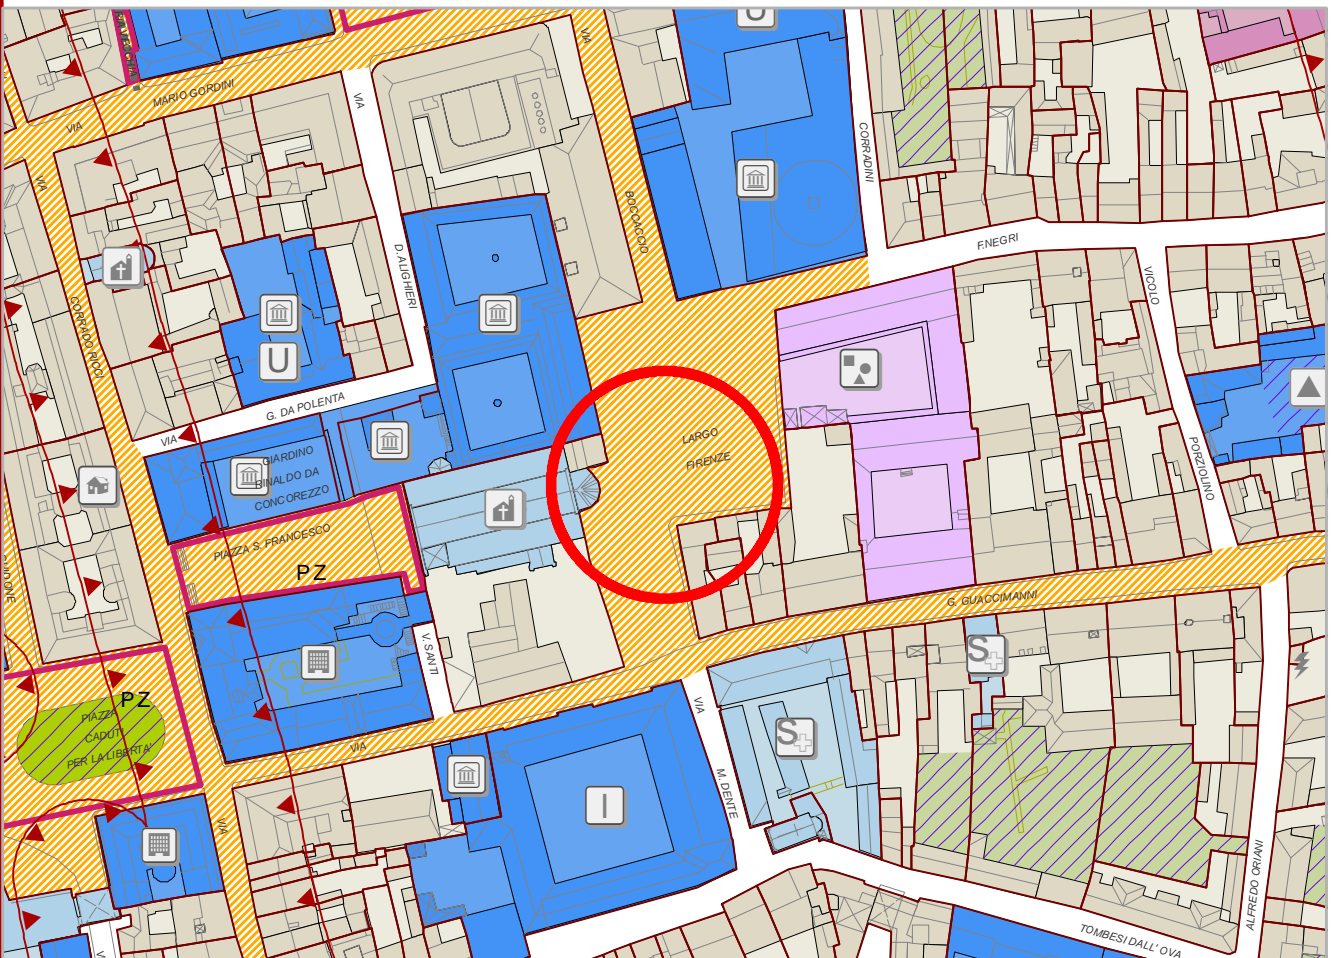 U
VIA
VIA
MARIO GORDINI
VIA
VIA
CORRADINI
BOCCACCIO
F.NEGRI
D.ALIGHIERI
VICOLO
CORRADO RICCI
U
G. DA POLENTA
VIA
LARGO
FIRENZE
GIARDINO
RINALDO DA
CONCOREZZO
PORZIOLINO
PIAZZA S. FRANCESCO
PZ
G. GUACCIMANNI
V. SANTI
S
PZ
PIAZZA
CADUTI
PER LA LIBERTA'
VIA
VIA
S
M. DENTE
I
VIA
ALFREDO ORIANI
TOMBESI DALL' OVA